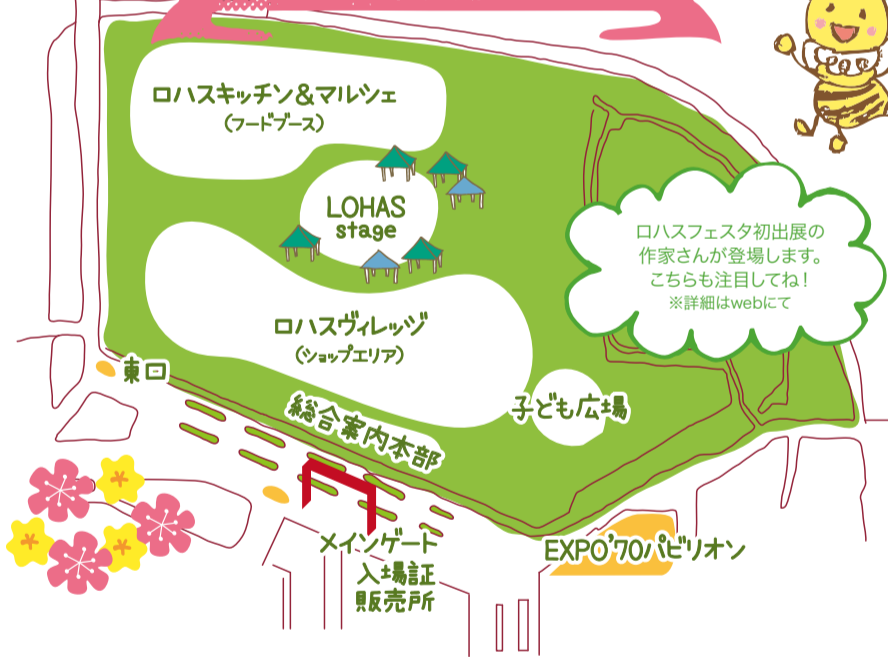 ロハスキッチン&マルシェ
(フードブース)
LOHAS
stage
ロハスフェスタ初出展の
作家さんが登場します。
こちらも注目してね!
※詳細はwebにて
ロハスヴィレッジ
(ショップエリア)
東口
子ども広場
総合案内本部
メインゲート
入場証
販売所
EXPO'70パビリオン